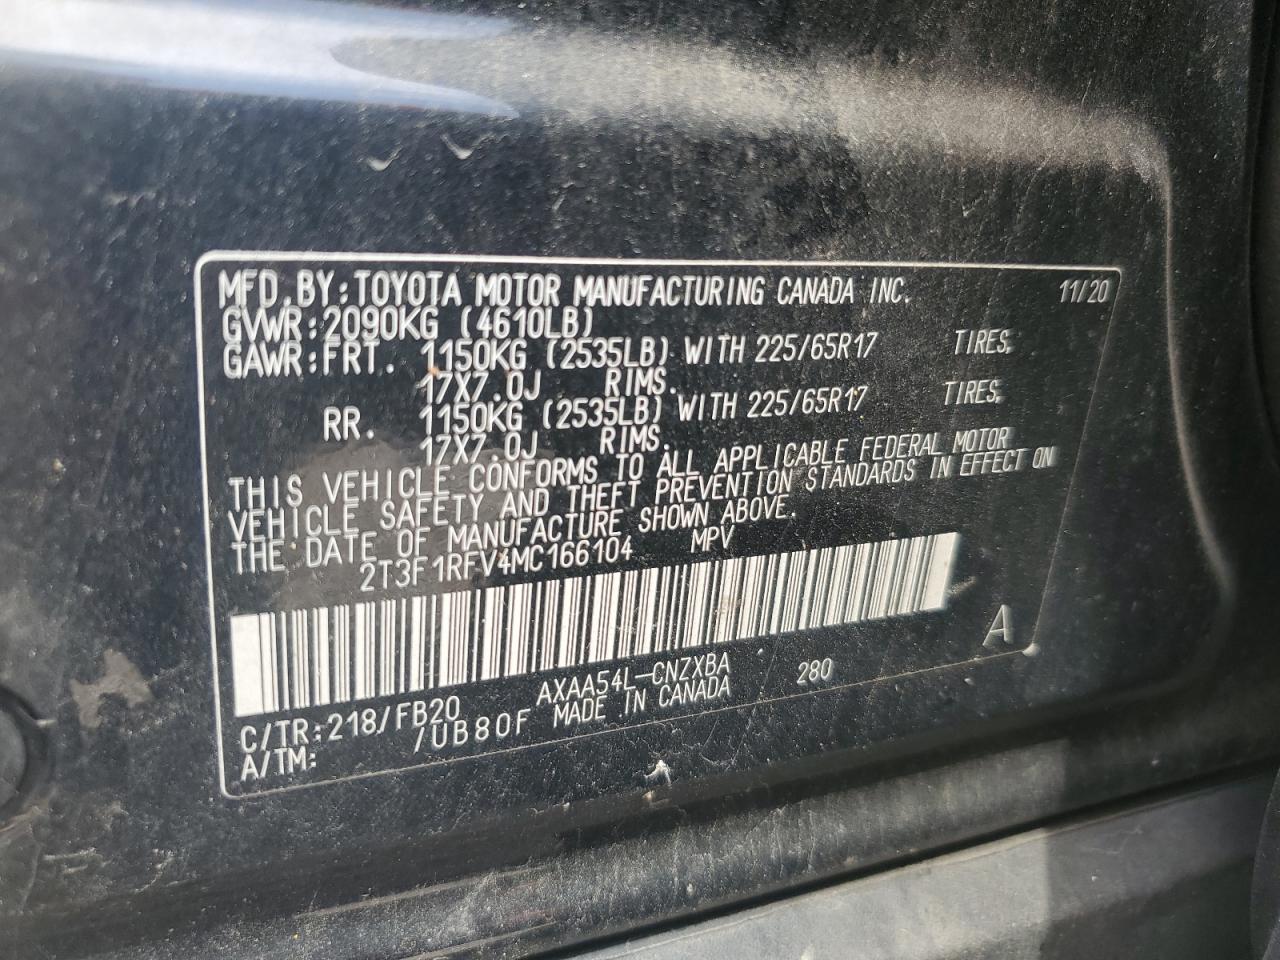 MFD.BY:TOYOTA MOTOR MANUFACTURING CANADA INC. 11/20
GVWR:2090KG (4610LB)
GAWR:FRT. 1150KG (2535LB) WITH 225/65R17 TIRES,
17X7.0J RIMS.
RR. 1150KG (2535LB) WITH 225/65R17 TIRES,
17X7.0J RIMS.
THIS VEHICLE CONFORMS TO ALL APPLICABLE FEDERAL MOTOR
VEHICLE SAFETY AND THEFT PREVENTION STANDARDS IN EFFECT ON
THE DATE OF MANUFACTURE SHOWN ABOVE.
2T3F1RFV4MC166104 MPV
A
C/TR:218/FB20 AXAA54L-CNZXBA 280
A/TM: /UB80F MADE IN CANADA